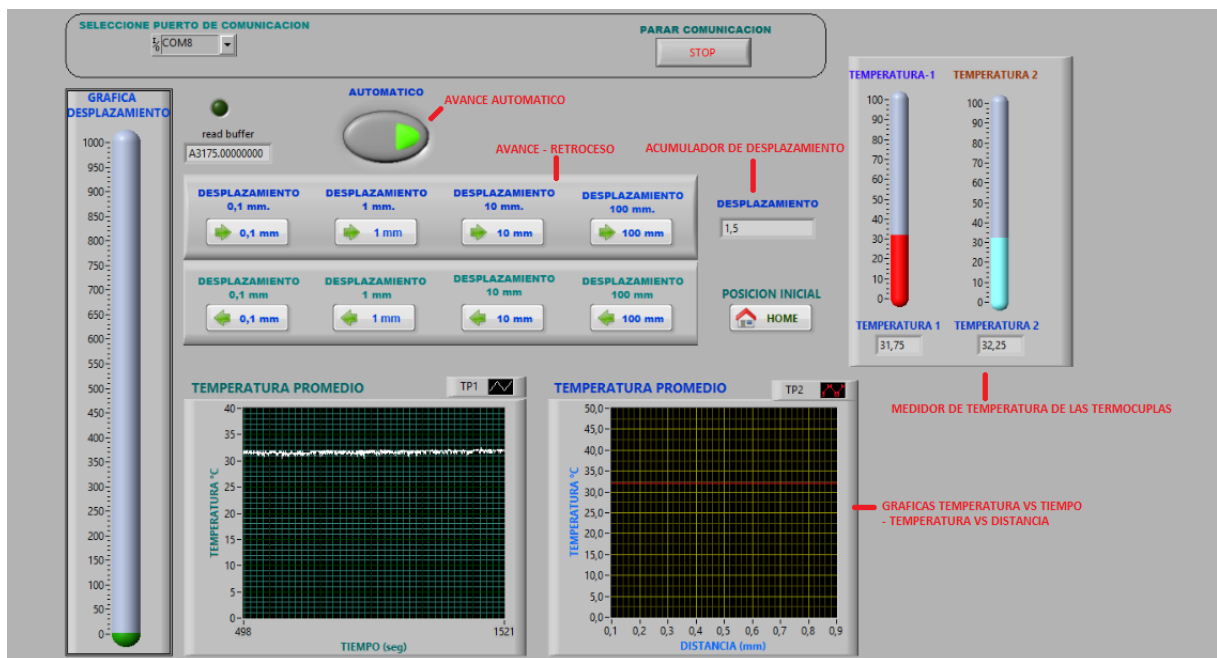 SELECCIONE PUERTO DE COMUNICACION
COM8
PARAR COMUNICACION
STOP
GRAFICA
DESPLAZAMIENTO
1000
950
900
850
800
750
700
650
600
550
500
450
400
350
300
250
200
150
100
50
0
read buffer
A3175.00000000
AUTOMATICO
AVANCE AUTOMATICO
AVANCE - RETROCESO
ACUMULADOR DE DESPLAZAMIENTO
DESPLAZAMIENTO
0,1 mm.
0,1 mm
DESPLAZAMIENTO
1 mm.
1 mm
DESPLAZAMIENTO
10 mm.
10 mm
DESPLAZAMIENTO
100 mm.
100 mm
DESPLAZAMIENTO
1,5
DESPLAZAMIENTO
0,1 mm
0,1 mm
DESPLAZAMIENTO
1 mm
1 mm
DESPLAZAMIENTO
10 mm
10 mm
DESPLAZAMIENTO
100 mm
100 mm
POSICION INICIAL
HOME
TEMPERATURA-1
100
90
80
70
60
50
40
30
20
10
0
TEMPERATURA 1
31,75
TEMPERATURA 2
100
90
80
70
60
50
40
30
20
10
0
TEMPERATURA 2
32,25
MEDIDOR DE TEMPERATURA DE LAS TERMOCUPLAS
TEMPERATURA PROMEDIO
TP1
TEMPERATURA °C
40
35
30
25
20
15
10
5
0
498
1521
TIEMPO (seg)
TEMPERATURA PROMEDIO
TP2
TEMPERATURA °C
50,0
45,0
40,0
35,0
30,0
25,0
20,0
15,0
10,0
5,0
0,0
0,1 0,2 0,3 0,4 0,5 0,6 0,7 0,8 0,9
DISTANCIA (mm)
GRAFICAS TEMPERATURA VS TIEMPO
- TEMPERATURA VS DISTANCIA